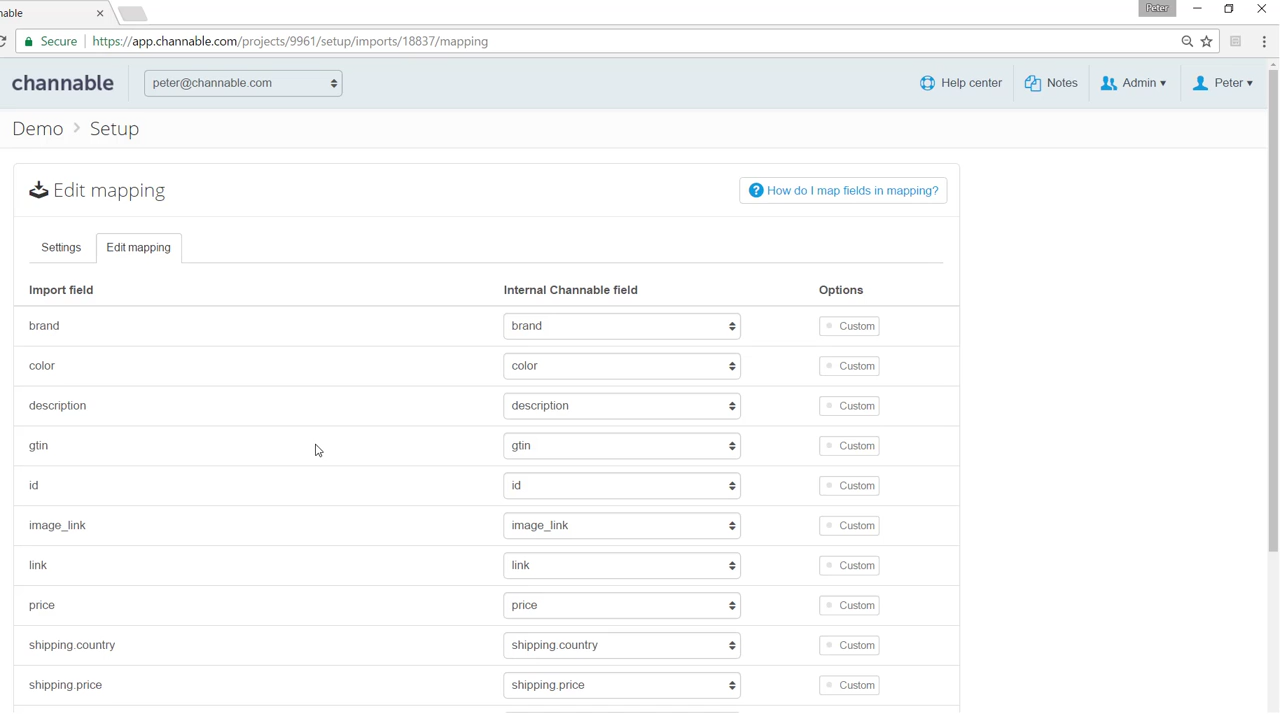 nable
Peter
Secure https://app.channable.com/projects/9961/setup/imports/18837/mapping
channable peter@channable.com Help center Notes Admin Peter
Demo Setup
Edit mapping ? How do I map fields in mapping?
Settings Edit mapping
Import field Internal Channable field Options
brand brand Custom
color color Custom
description description Custom
gtin gtin Custom
id id Custom
image_link image_link Custom
link link Custom
price price Custom
shipping.country shipping.country Custom
shipping.price shipping.price Custom